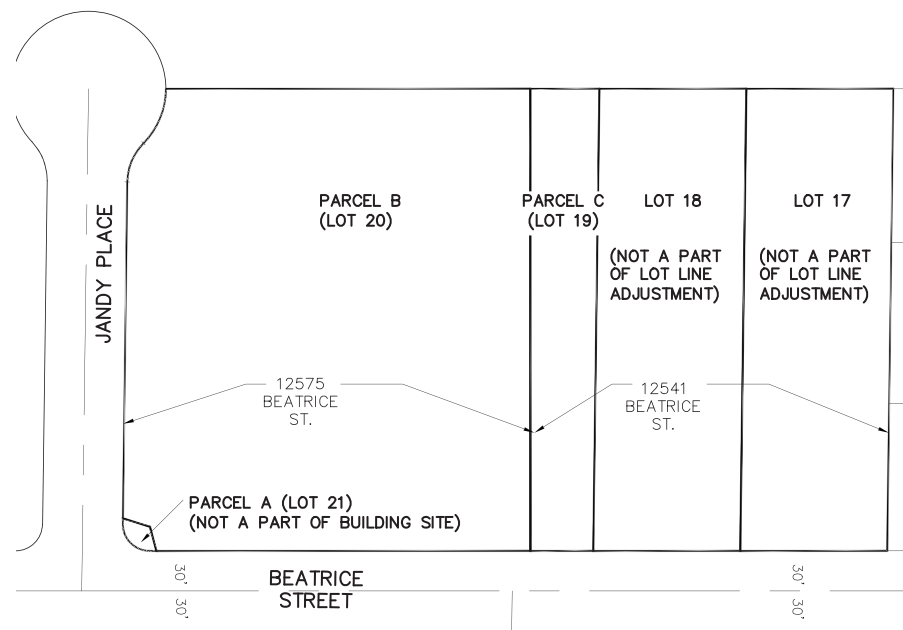 JANDY PLACE
PARCEL B
(LOT 20)
PARCEL C
(LOT 19)
LOT 18
(NOT A PART
OF LOT LINE
ADJUSTMENT)
LOT 17
(NOT A PART
OF LOT LINE
ADJUSTMENT)
12575
BEATRICE
ST.
12541
BEATRICE
ST.
PARCEL A (LOT 21)
(NOT A PART OF BUILDING SITE)
30'
30'
BEATRICE
STREET
30'
30'